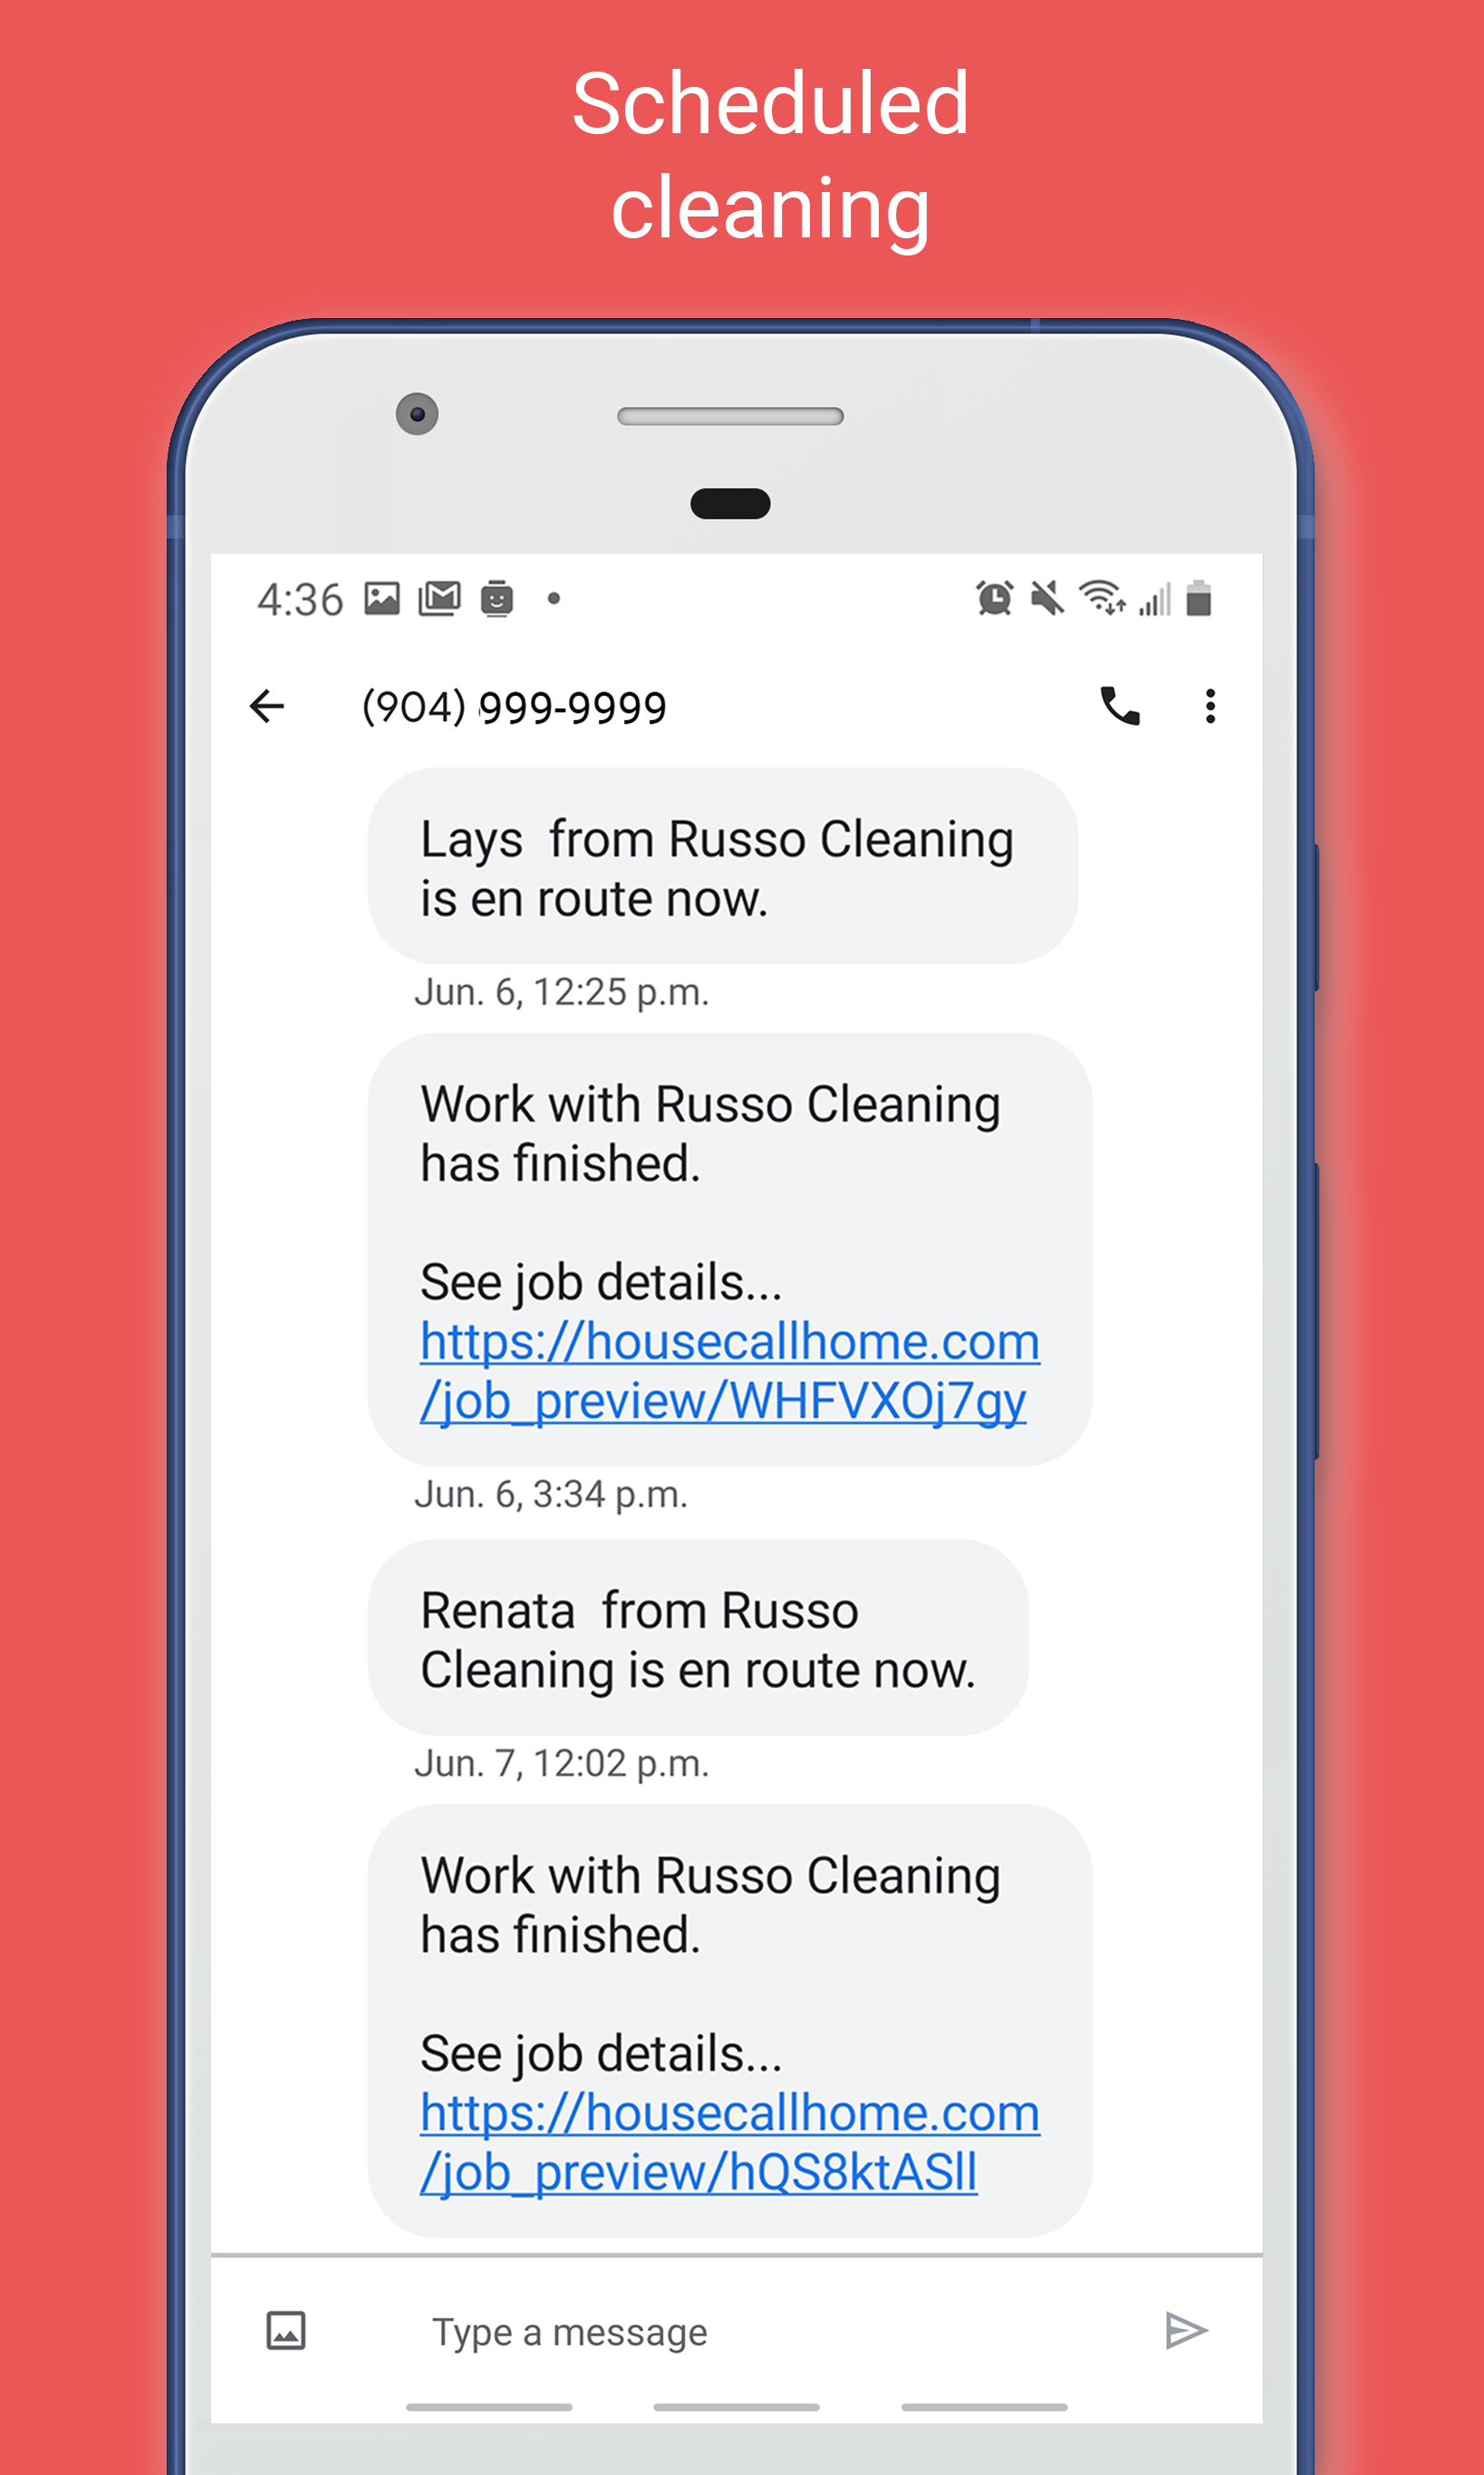 Scheduled
cleaning
4:36
(904) 999-9999
Lays  from Russo Cleaning
is en route now.
Jun. 6, 12:25 p.m.
Work with Russo Cleaning
has finished.
See job details...
https://housecallhome.com
/job_preview/WHFVXOj7gy
Jun. 6, 3:34 p.m.
Renata  from Russo
Cleaning is en route now.
Jun. 7, 12:02 p.m.
Work with Russo Cleaning
has finished.
See job details...
https://housecallhome.com
/job_preview/hQS8ktASll
Type a message